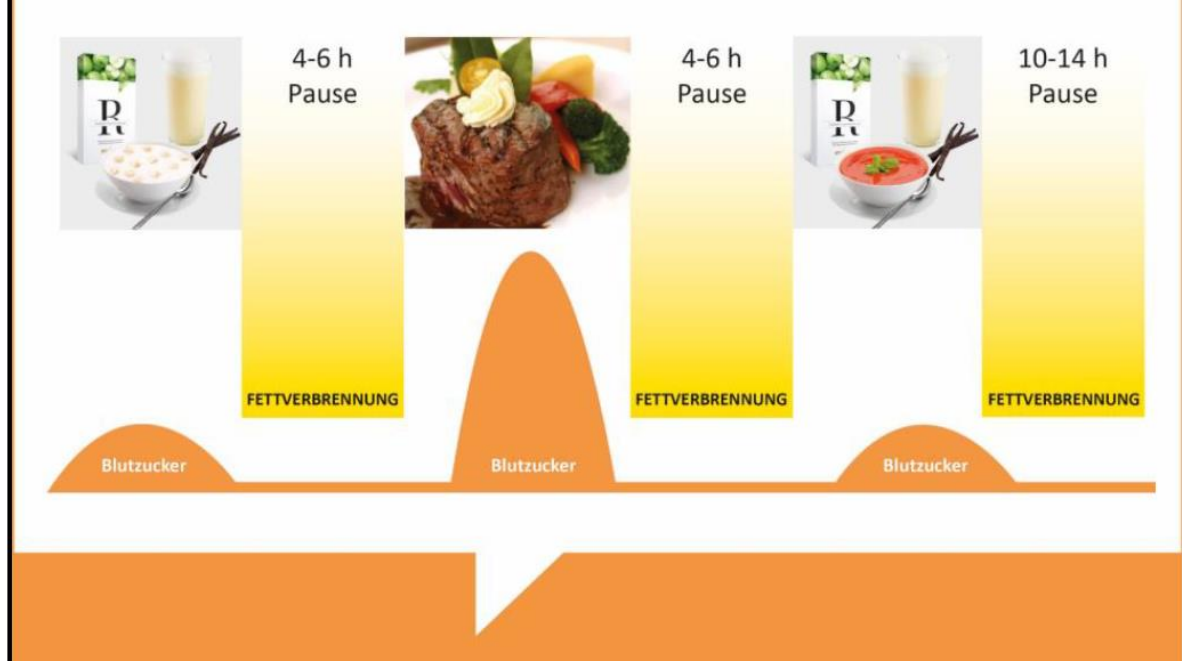 4-6 h
Pause
4-6 h
Pause
10-14 h
Pause
R
R
FETTVERBRENNUNG
FETTVERBRENNUNG
FETTVERBRENNUNG
Blutzucker
Blutzucker
Blutzucker